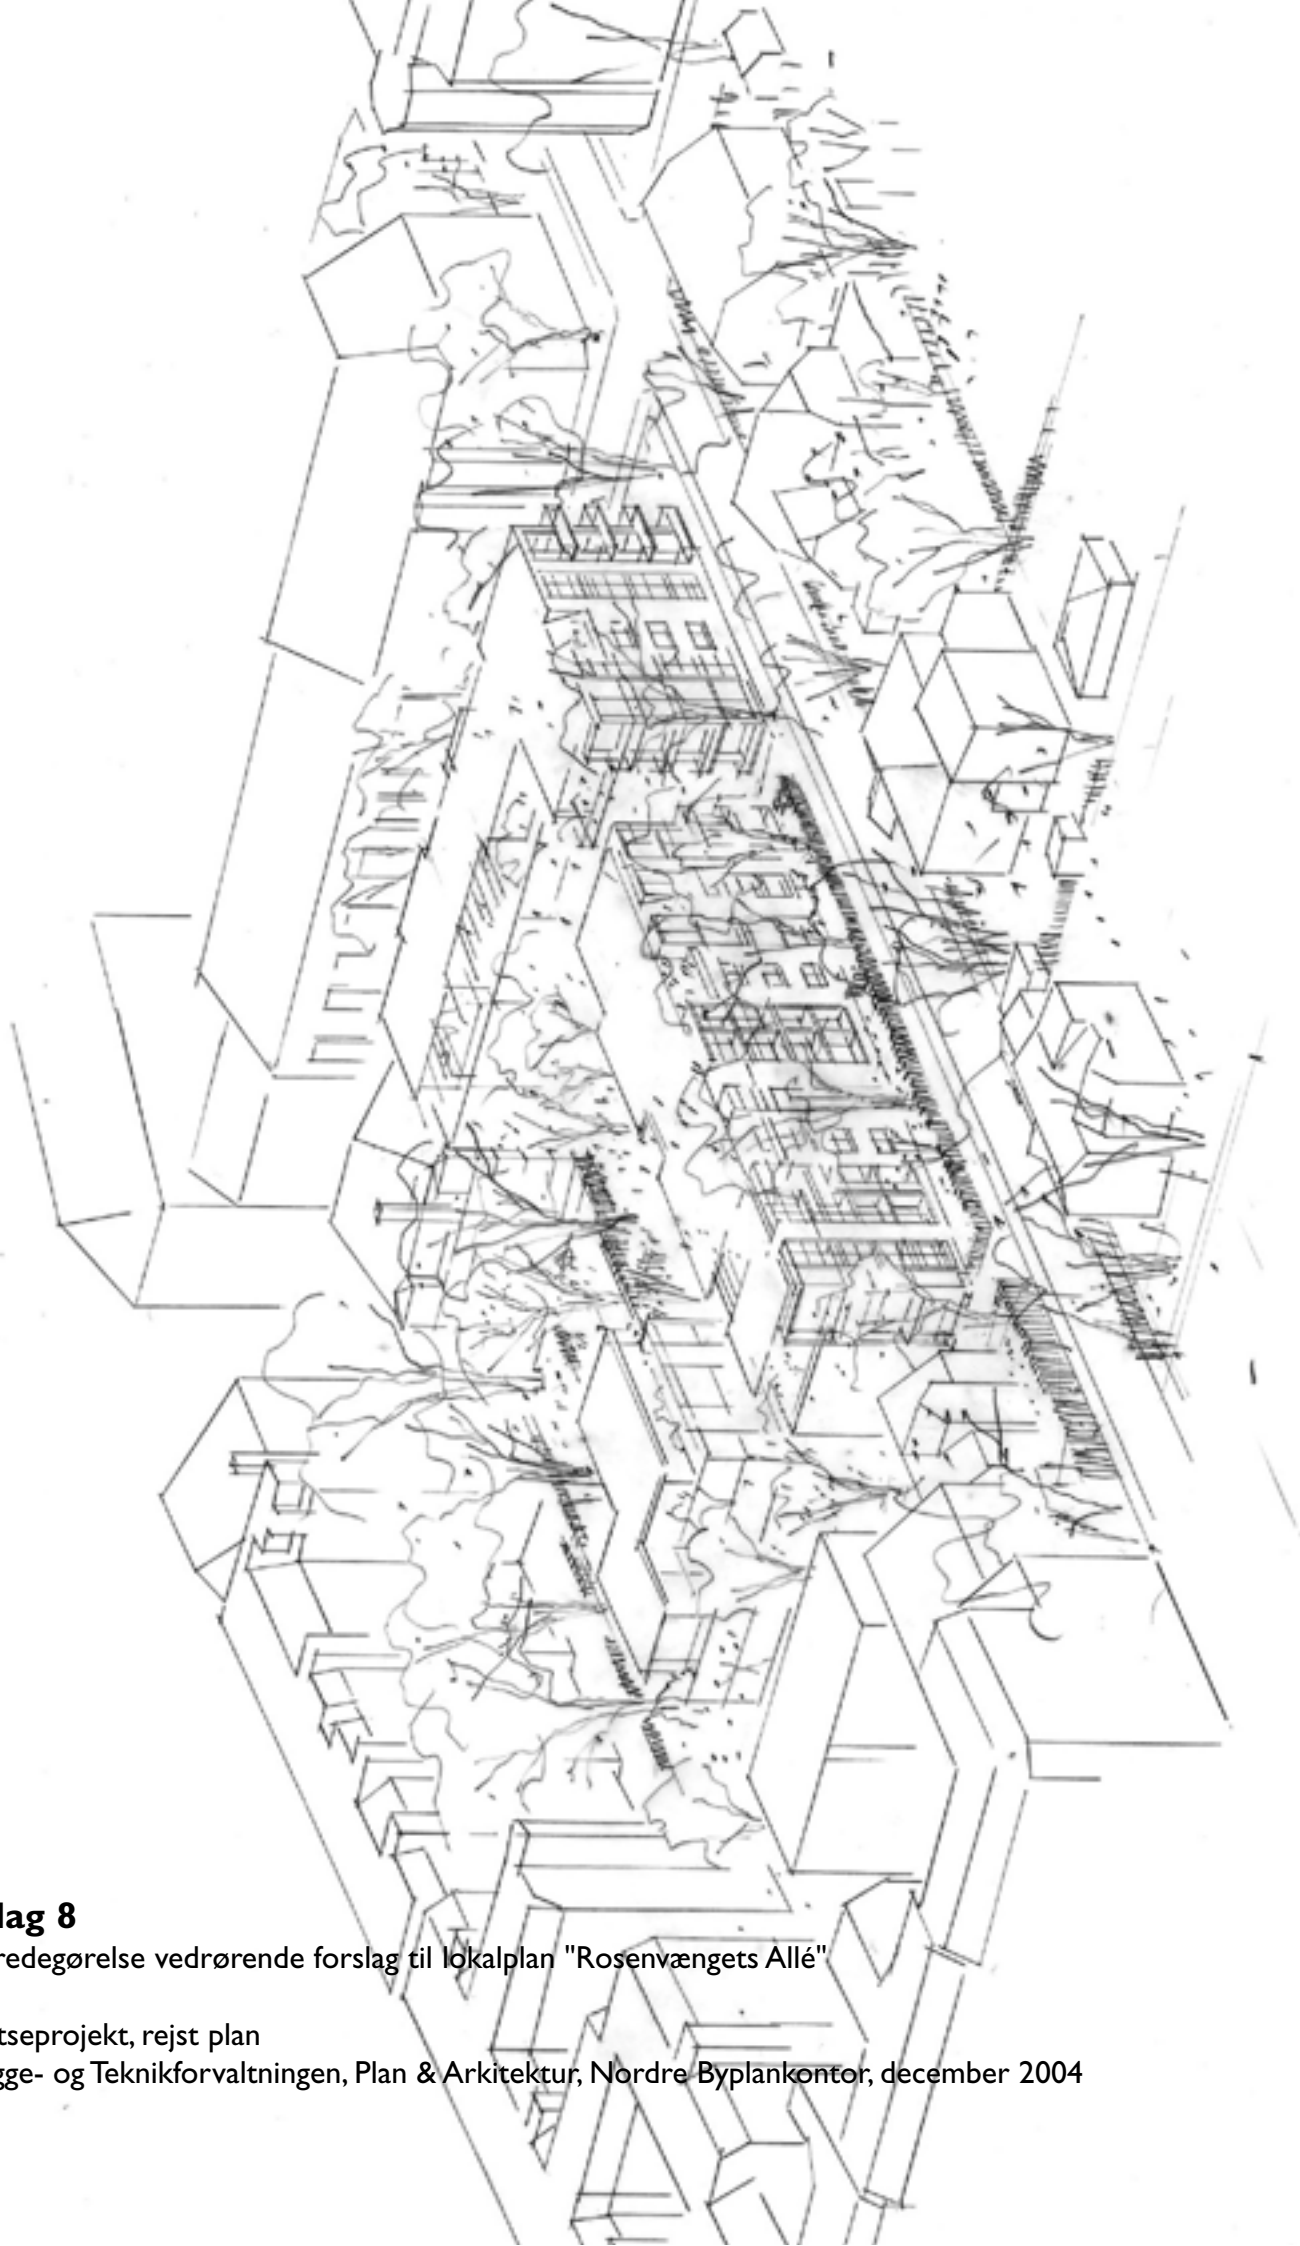 lag 8
redegørelse vedrørende forslag til lokalplan "Rosenvængets Allé"
tseprojekt, rejst plan
gge- og Teknikforvaltningen, Plan & Arkitektur, Nordre Byplankontor, december 2004